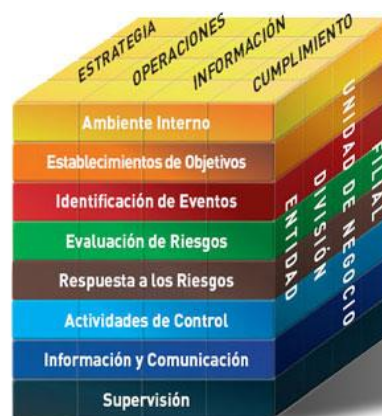 ESTRATEGIA
OPERACIONES
INFORMACIÓN
CUMPLIMIENTO
Ambiente Interno
Establecimientos de Objetivos
Identificación de Eventos
Evaluación de Riesgos
Respuesta a los Riesgos
Actividades de Control
Información y Comunicación
Supervisión
ENTIDAD
DIVISIÓN
UNIDAD DE NEGOCIO
FILIAL